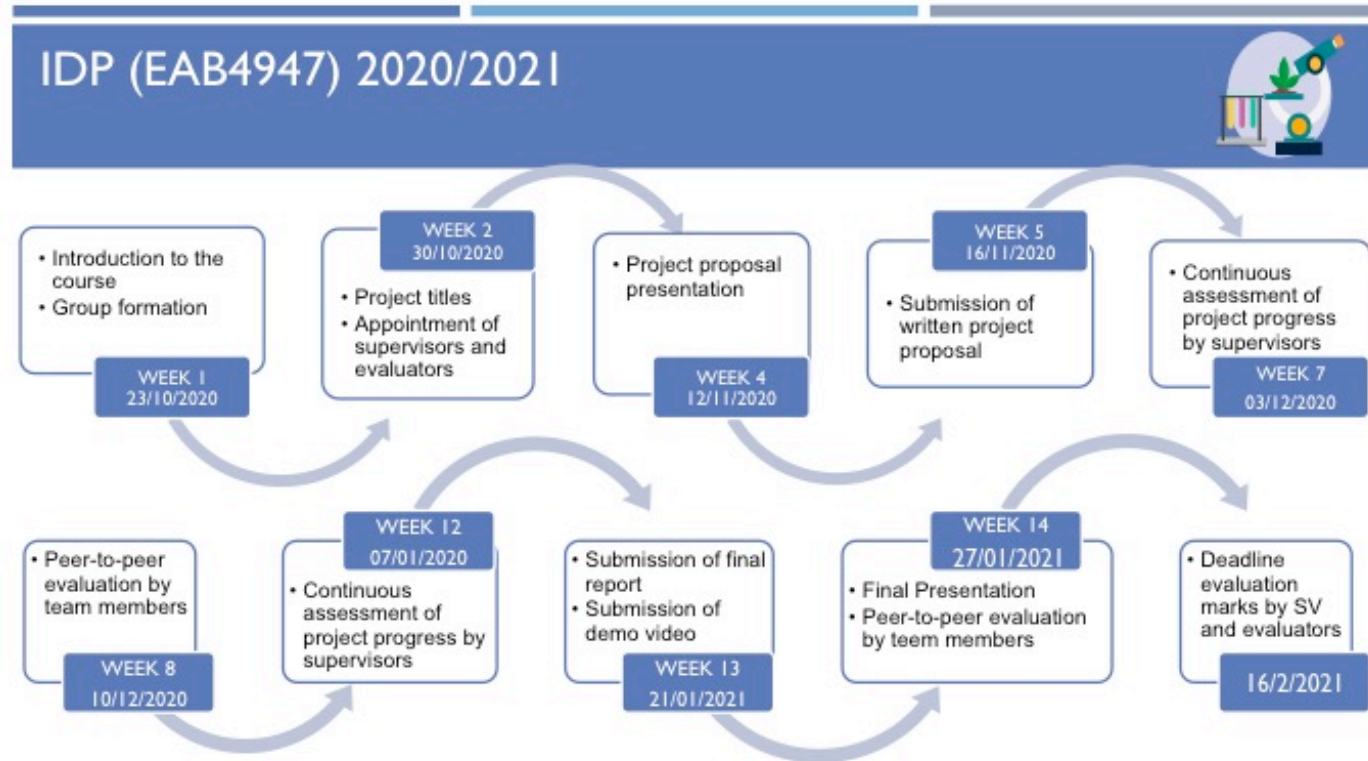 IDP (EAB4947) 2020/2021
• Introduction to the
course
• Group formation
WEEK 1
23/10/2020
WEEK 2
30/10/2020
• Project titles
• Appointment of
supervisors and
evaluators
• Project proposal
presentation
WEEK 4
12/11/2020
WEEK 5
16/11/2020
• Submission of
written project
proposal
• Continuous
assessment of
project progress
by supervisors
WEEK 7
03/12/2020
• Peer-to-peer
evaluation by
team members
WEEK 8
10/12/2020
WEEK 12
07/01/2020
• Continuous
assessment of
project progress by
supervisors
• Submission of final
report
• Submission of
demo video
WEEK 13
21/01/2021
WEEK 14
27/01/2021
• Final Presentation
• Peer-to-peer evaluation
by teem members
• Deadline
evaluation
marks by SV
and evaluators
16/2/2021